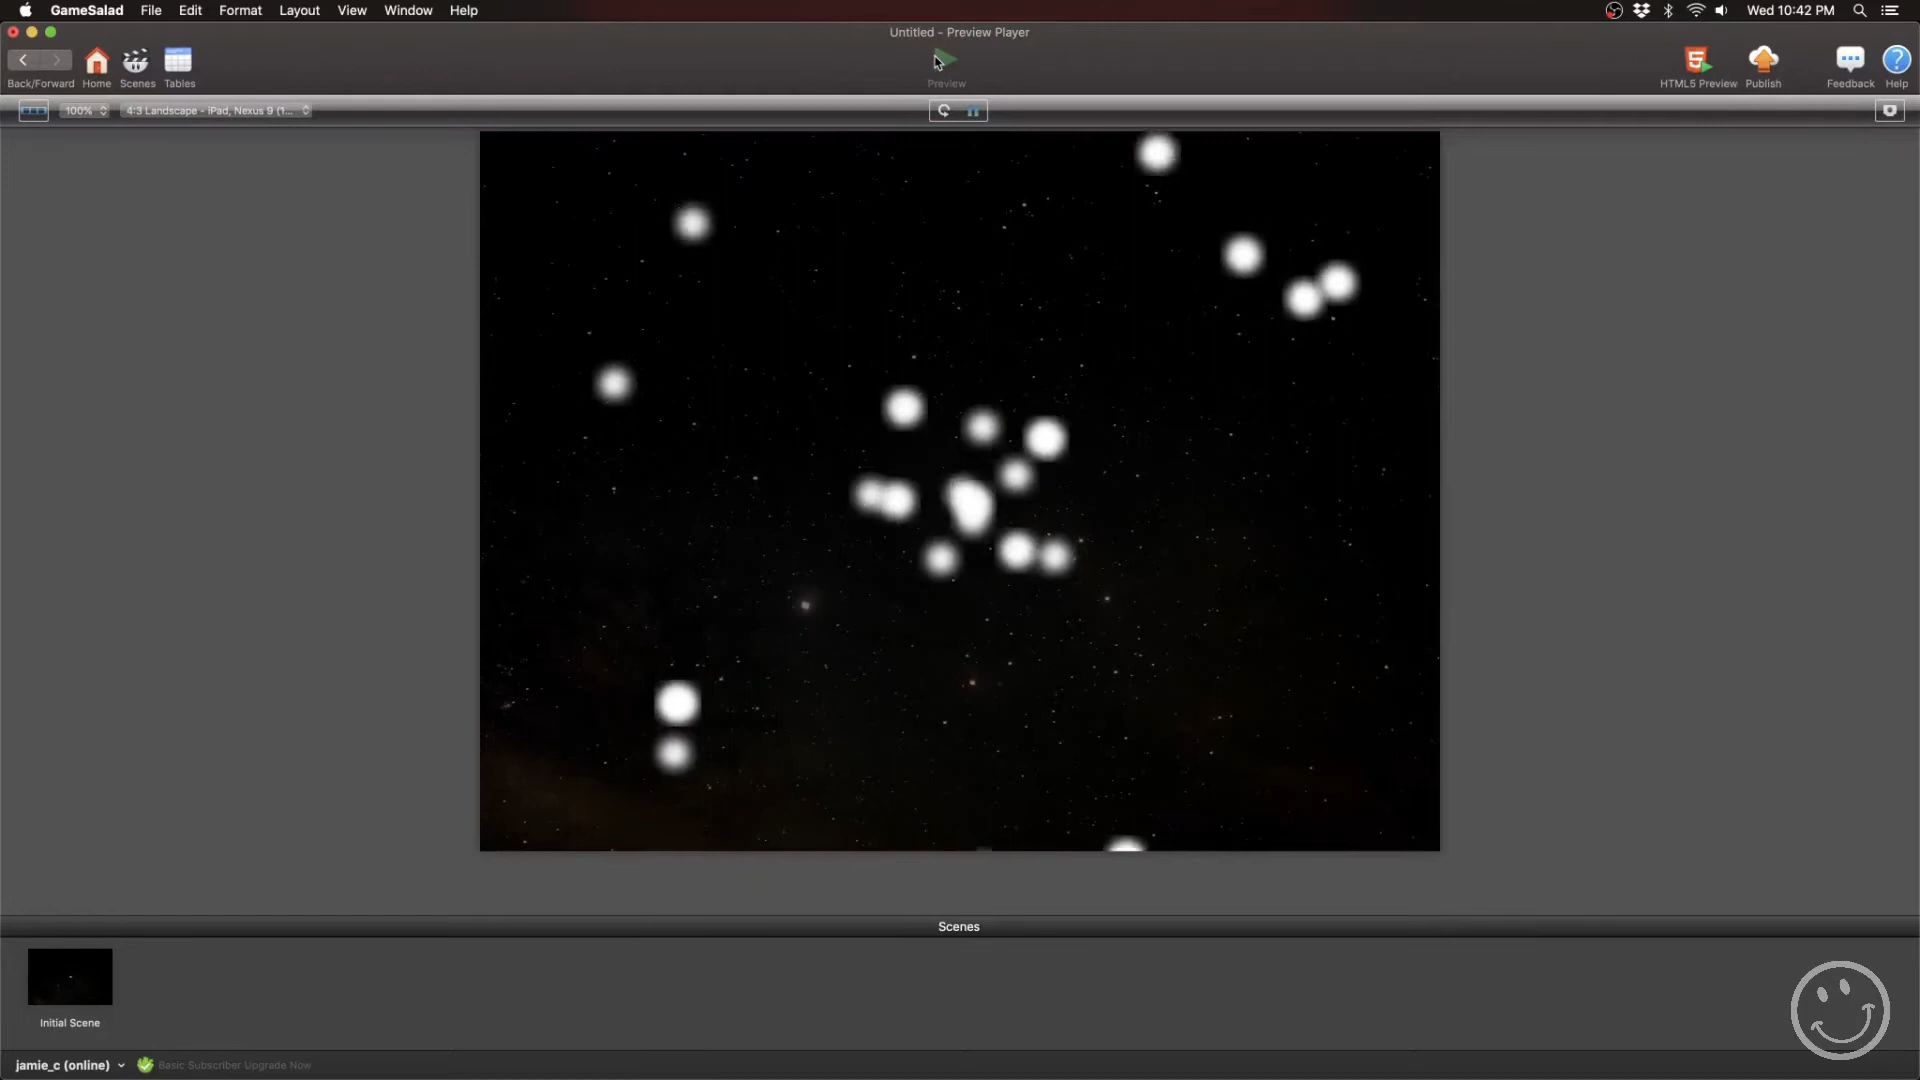 GameSalad File Edit Format Layout View Window Help Wed 10:42 PM
Untitled - Preview Player
Back/Forward Home Scenes Tables Preview HTML5 Preview Publish Feedback Help
100% 4:3 Landscape - iPad, Nexus 9 (1...
Scenes
Initial Scene
jamie_c (online) Basic Subscriber Upgrade Now